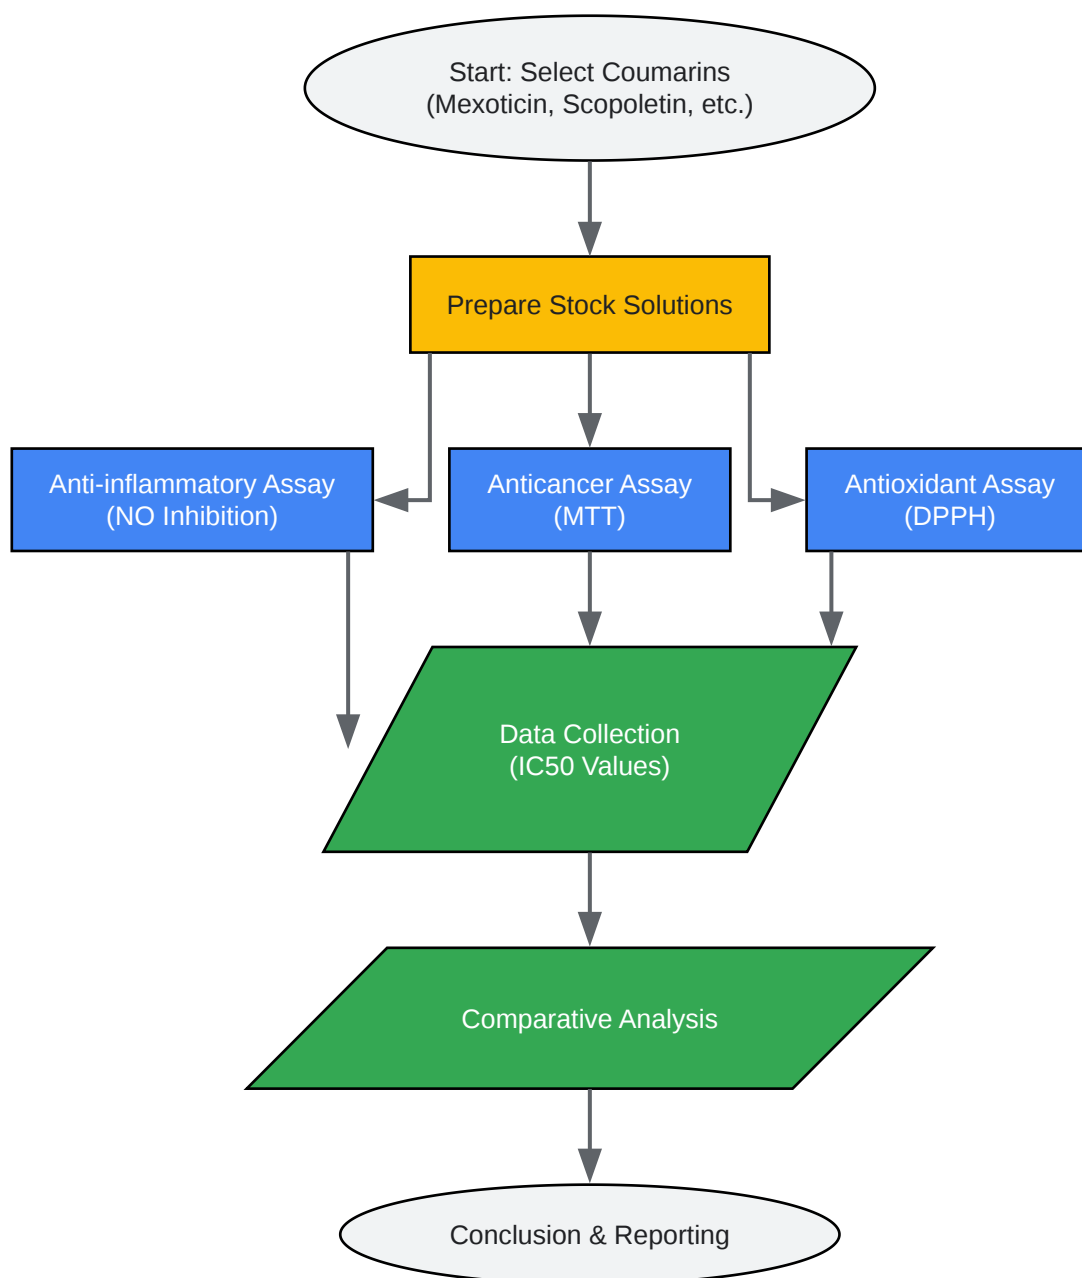 Start: Select Coumarins
(Mexoticin, Scopoletin, etc.)
Prepare Stock Solutions
Anti-inflammatory Assay
(NO Inhibition)
Anticancer Assay
(MTT)
Antioxidant Assay
(DPPH)
Data Collection
(IC50 Values)
Comparative Analysis
Conclusion & Reporting